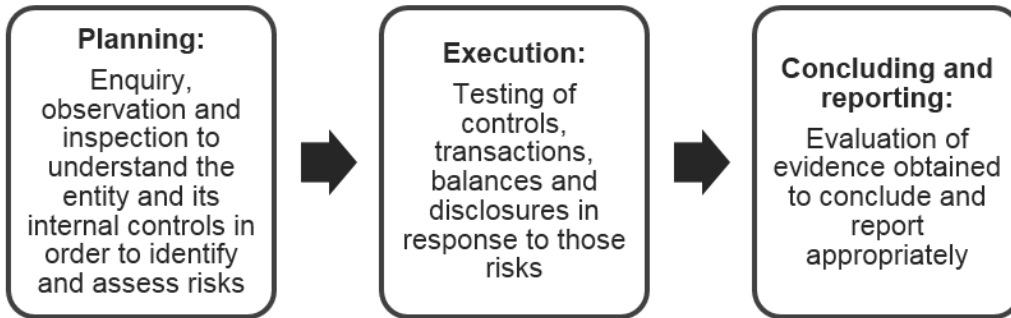 Planning:
Enquiry,
observation and
inspection to
understand the
entity and its
internal controls in
order to identify
and assess risks
Execution:
Testing of
controls,
transactions,
balances and
disclosures in
response to those
risks
Concluding and
reporting:
Evaluation of
evidence obtained
to conclude and
report
appropriately